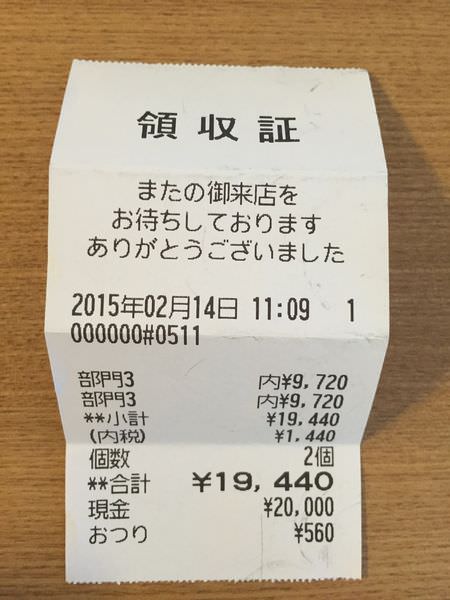 領収証
またの御来店を
お待ちしております
ありがとうございました
2015年02月14日 11:09 1
000000#0511
部門3 内¥9,720
部門3 内¥9,720
**小計 ¥19,440
(内税) ¥1,440
個数 2個
**合計 ¥19,440
現金 ¥20,000
おつり ¥560